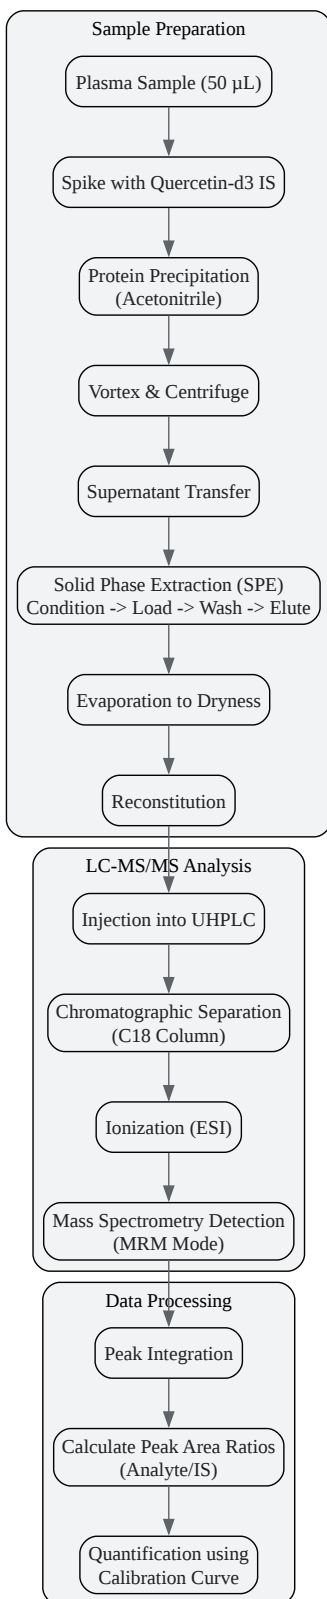 Sample Preparation
Plasma Sample (50 µL)
Spike with Quercetin-d3 IS
Protein Precipitation
(Acetonitrile)
Vortex & Centrifuge
Supernatant Transfer
Solid Phase Extraction (SPE)
Condition -> Load -> Wash -> Elute
Evaporation to Dryness
Reconstitution
LC-MS/MS Analysis
Injection into UHPLC
Chromatographic Separation
(C18 Column)
Ionization (ESI)
Mass Spectrometry Detection
(MRM Mode)
Data Processing
Peak Integration
Calculate Peak Area Ratios
(Analyte/IS)
Quantification using
Calibration Curve